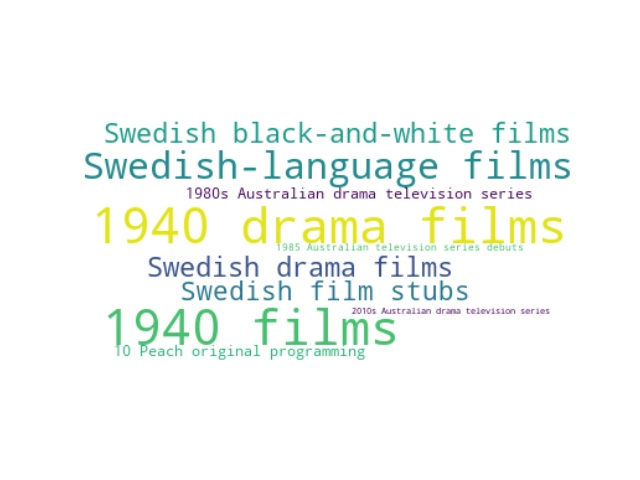 Swedish black-and-white films
Swedish-language films
1980s Australian drama television series
1940 drama films
1985 Australian television series debuts
Swedish drama films
Swedish film stubs
2010s Australian drama television series
1940 films
10 Peach original programming